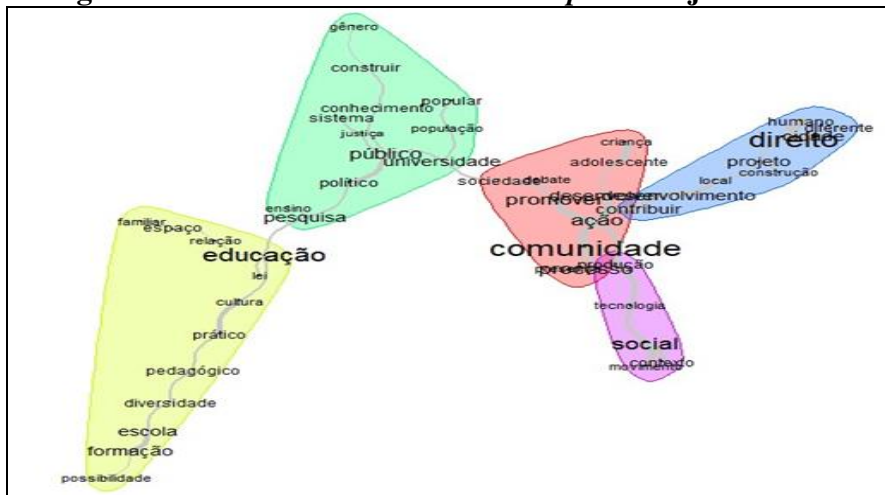 gênero
construir
conhecimento
popular
sistema
população
justiça
público
universidade
político
ensino
pesquisa
familiar
espaço
relação
educação
lei
cultura
prático
pedagógico
diversidade
escola
formação
possibilidade
criança
adolescente
sociedade
debate
promover
desenvolver
ação
comunidade
processo
humano
cidade
diferente
direito
projeto
construção
local
desenvolvimento
contribuir
produção
tecnologia
social
contexto
movimento